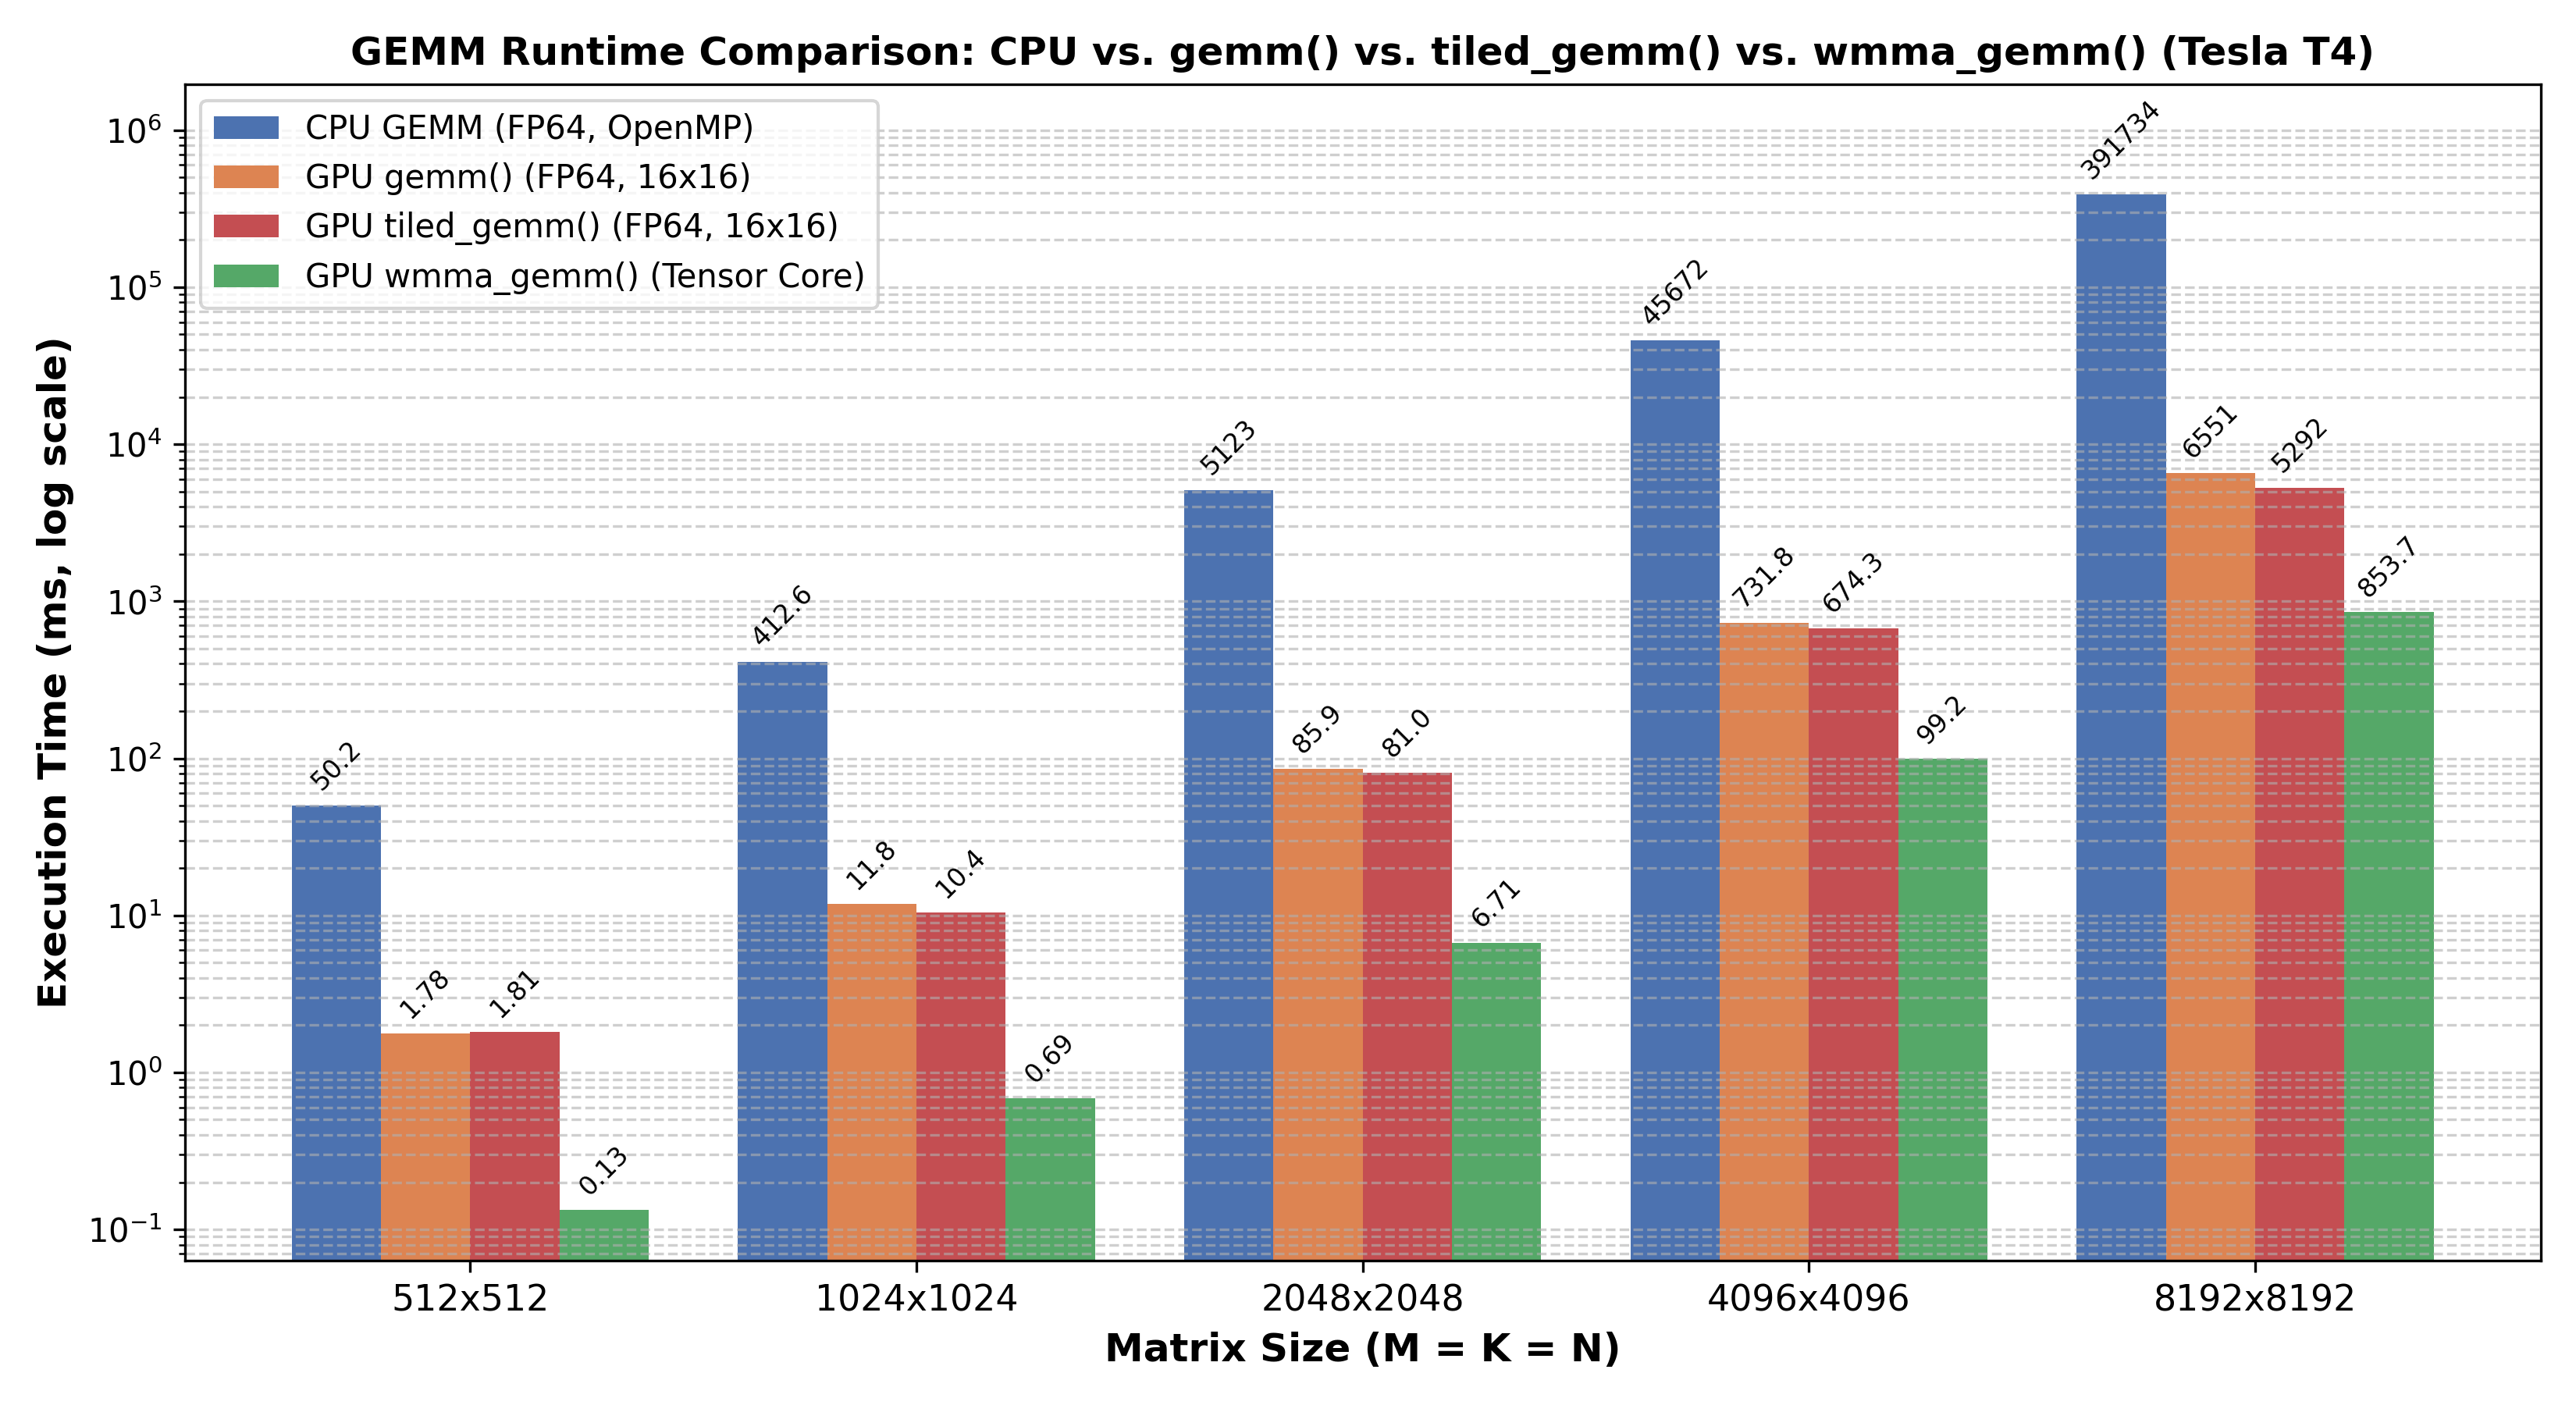 GEMM Runtime Comparison: CPU vs. gemm() vs. tiled_gemm() vs. wmma_gemm() (Tesla T4)
CPU GEMM (FP64, OpenMP)
GPU gemm() (FP64, 16x16)
GPU tiled_gemm() (FP64, 16x16)
GPU wmma_gemm() (Tensor Core)
Execution Time (ms, log scale)
10⁶
10⁵
10⁴
10³
10²
10¹
10⁰
10⁻¹
50.2
1.78
1.81
0.13
412.6
11.8
10.4
0.69
5123
85.9
81.0
6.71
45672
731.8
674.3
99.2
391734
6551
5292
853.7
512x512
1024x1024
2048x2048
4096x4096
8192x8192
Matrix Size (M = K = N)